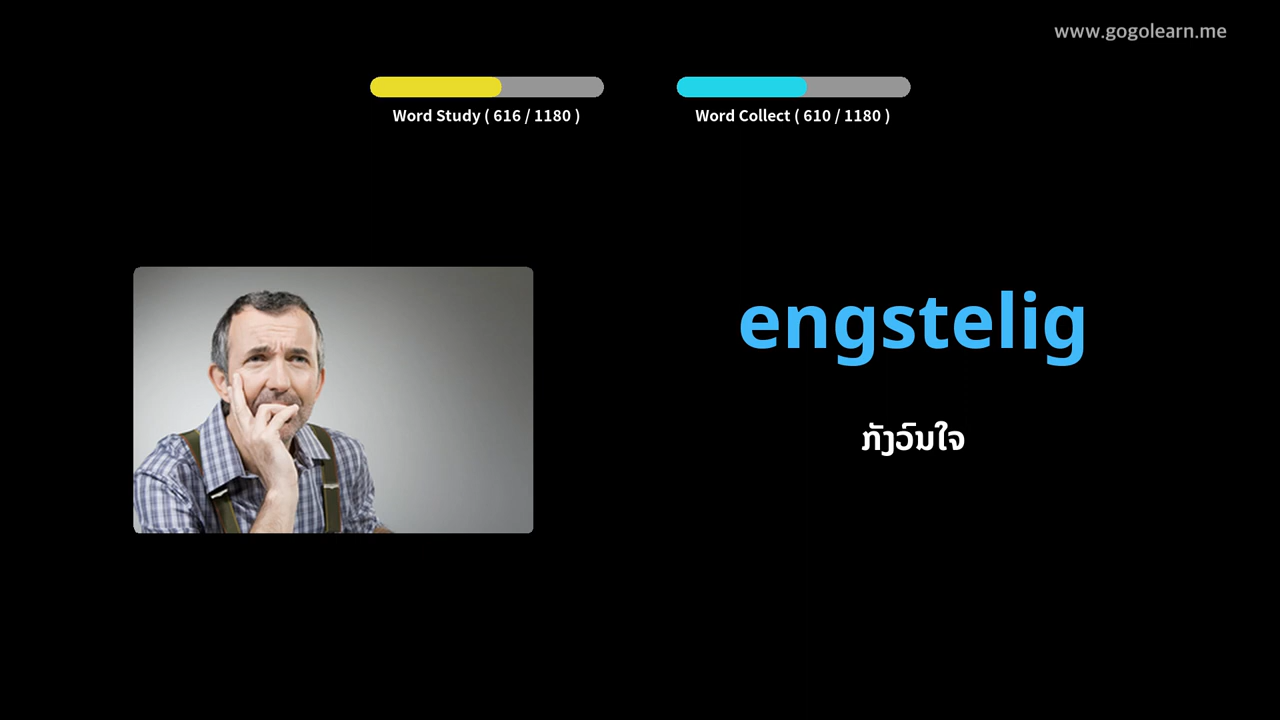 www.gogolearn.me
Word Study ( 616 / 1180 )
Word Collect ( 610 / 1180 )
engstelig
ກັງວົນໃຈ